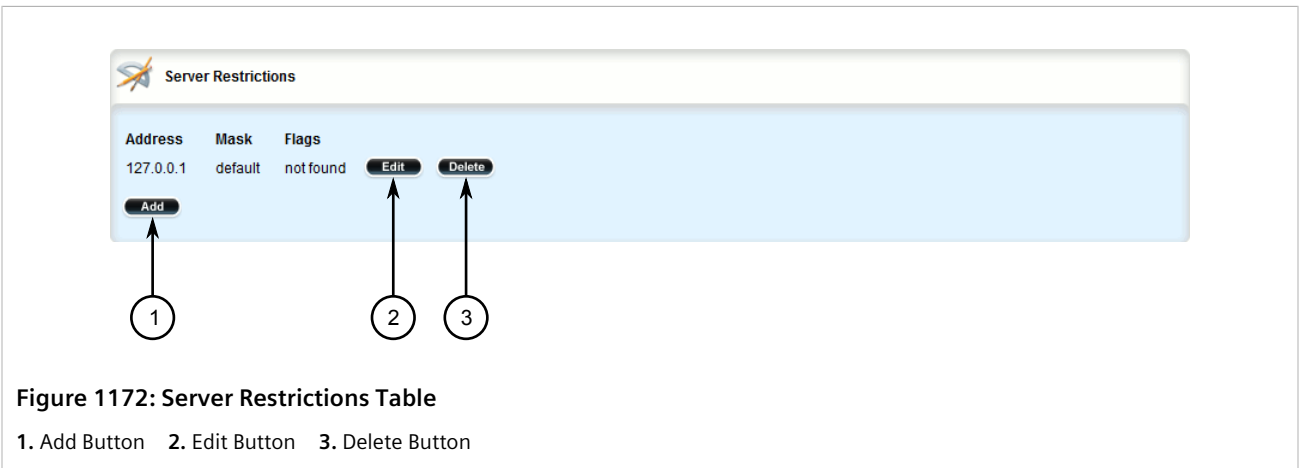 Server Restrictions
Address Mask Flags
127.0.0.1 default not found Edit Delete
Add
1 2 3
Figure 1172: Server Restrictions Table
1. Add Button 2. Edit Button 3. Delete Button